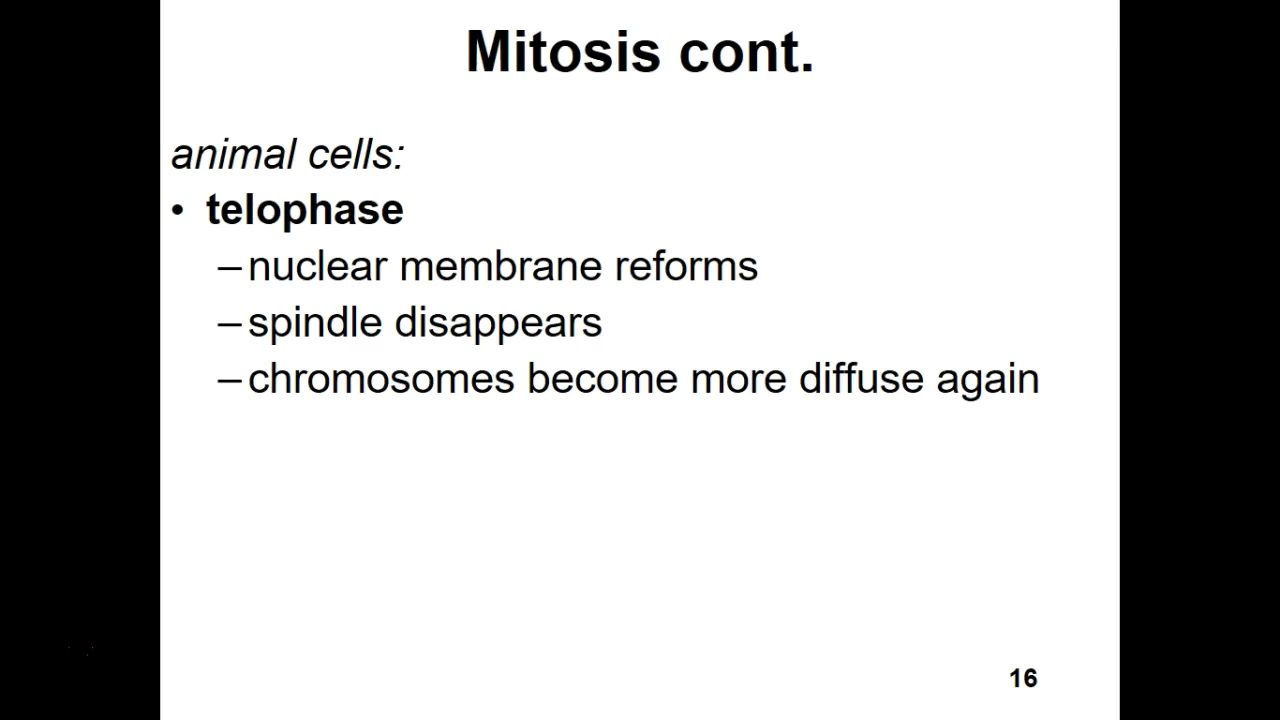 Mitosis cont.
animal cells:
• telophase
–nuclear membrane reforms
–spindle disappears
–chromosomes become more diffuse again
16